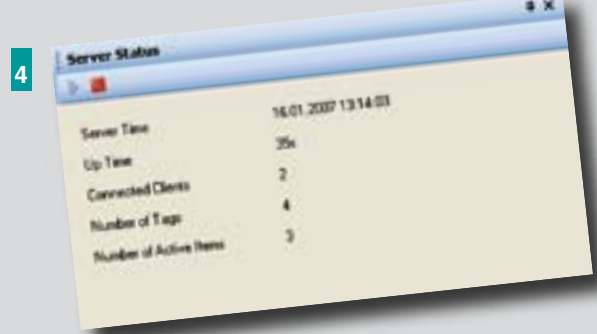 4
Server Status
Server Time 16.01.2007 13:14:03
Up Time 35s
Connected Clients 2
Number of Tags 4
Number of Active Items 3